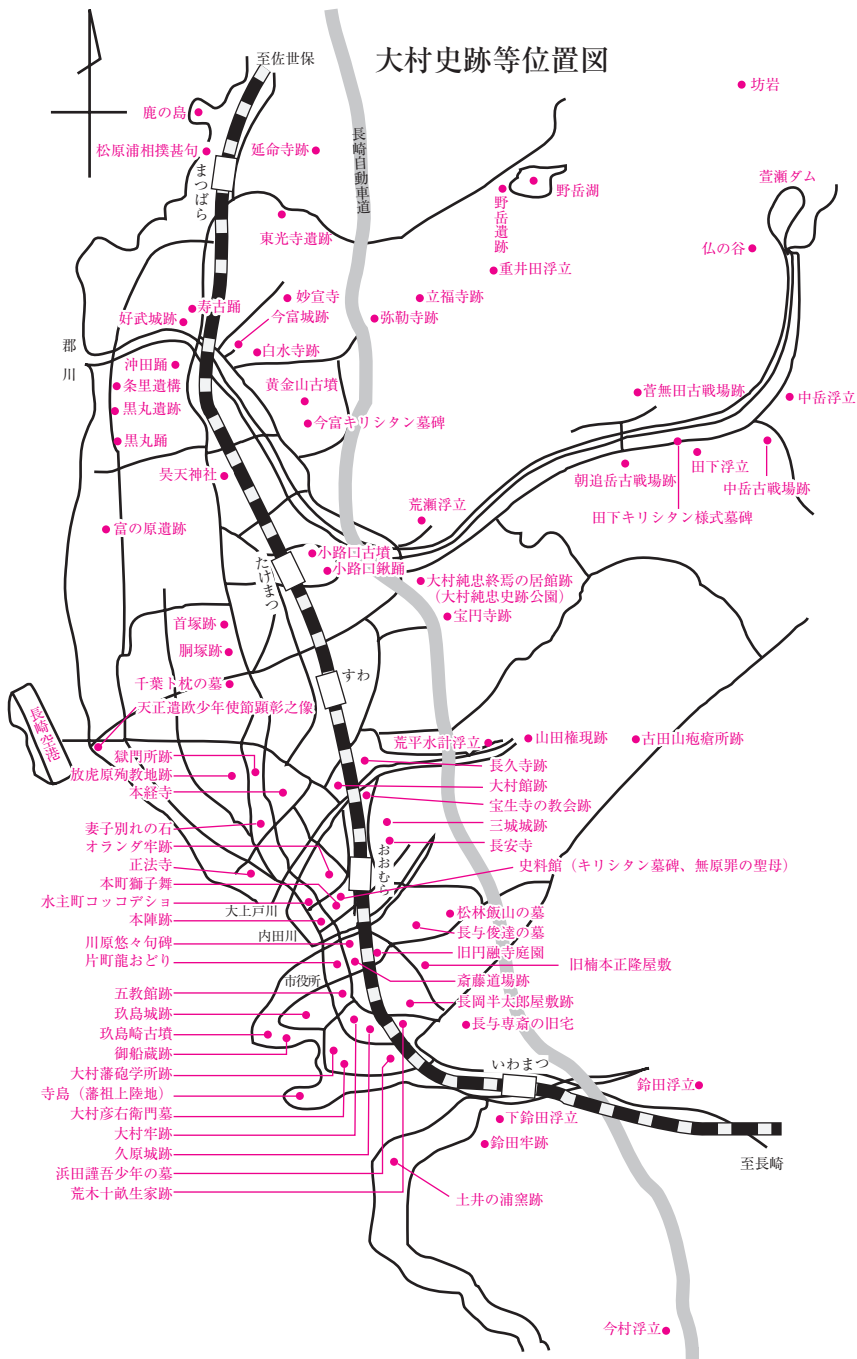 大村史跡等位置図
至佐世保
坊岩
鹿の島
松原浦相撲甚句
延命寺跡
まつばら
長崎自動車道
野岳湖
野岳遺跡
萱瀬ダム
東光寺遺跡
仏の谷
重井田浮立
寿古踊
妙宣寺
立福寺跡
好武城跡
今富城跡
弥勒寺跡
郡川
白水寺跡
沖田踊
条里遺構
黄金山古墳
菅無田古戦場跡
中岳浮立
黒丸遺跡
今富キリシタン墓碑
黒丸踊
昊天神社
田下浮立
朝追岳古戦場跡
中岳古戦場跡
荒瀬浮立
田下キリシタン様式墓碑
富の原遺跡
小路口古墳
小路口鍬踊
たけまつ
大村純忠終焉の居館跡
（大村純忠史跡公園）
宝円寺跡
首塚跡
胴塚跡
すわ
千葉卜枕の墓
天正遣欧少年使節顕彰之像
長崎空港
荒平水計浮立
山田権現跡
古田山疱瘡所跡
獄門所跡
長久寺跡
放虎原殉教地跡
大村館跡
本経寺
宝生寺の教会跡
三城城跡
妻子別れの石
長安寺
オランダ牢跡
おおむら
正法寺
史料館（キリシタン墓碑、無原罪の聖母）
本町獅子舞
水主町コッコデショ
大上戸川
松林飯山の墓
本陣跡
長与俊達の墓
川原悠々句碑
内田川
旧円融寺庭園
片町龍おどり
旧楠本正隆屋敷
市役所
斎藤道場跡
五教館跡
長岡半太郎屋敷跡
玖島城跡
長与専斎の旧宅
玖島崎古墳
御船蔵跡
いわまつ
大村藩砲学所跡
鈴田浮立
寺島（藩祖上陸地）
大村彦右衛門墓
下鈴田浮立
大村牢跡
鈴田牢跡
久原城跡
至長崎
浜田謹吾少年の墓
荒木十畝生家跡
土井の浦窯跡
今村浮立